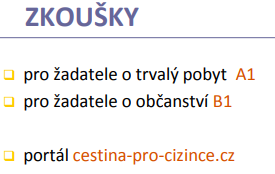 ZKOUŠKY
pro žadatele o trvalý pobyt A1
pro žadatele o občanství B1
portál cestina-pro-cizince.cz